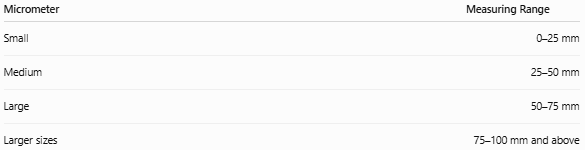 Micrometer Measuring Range
Small 0–25 mm
Medium 25–50 mm
Large 50–75 mm
Larger sizes 75–100 mm and above